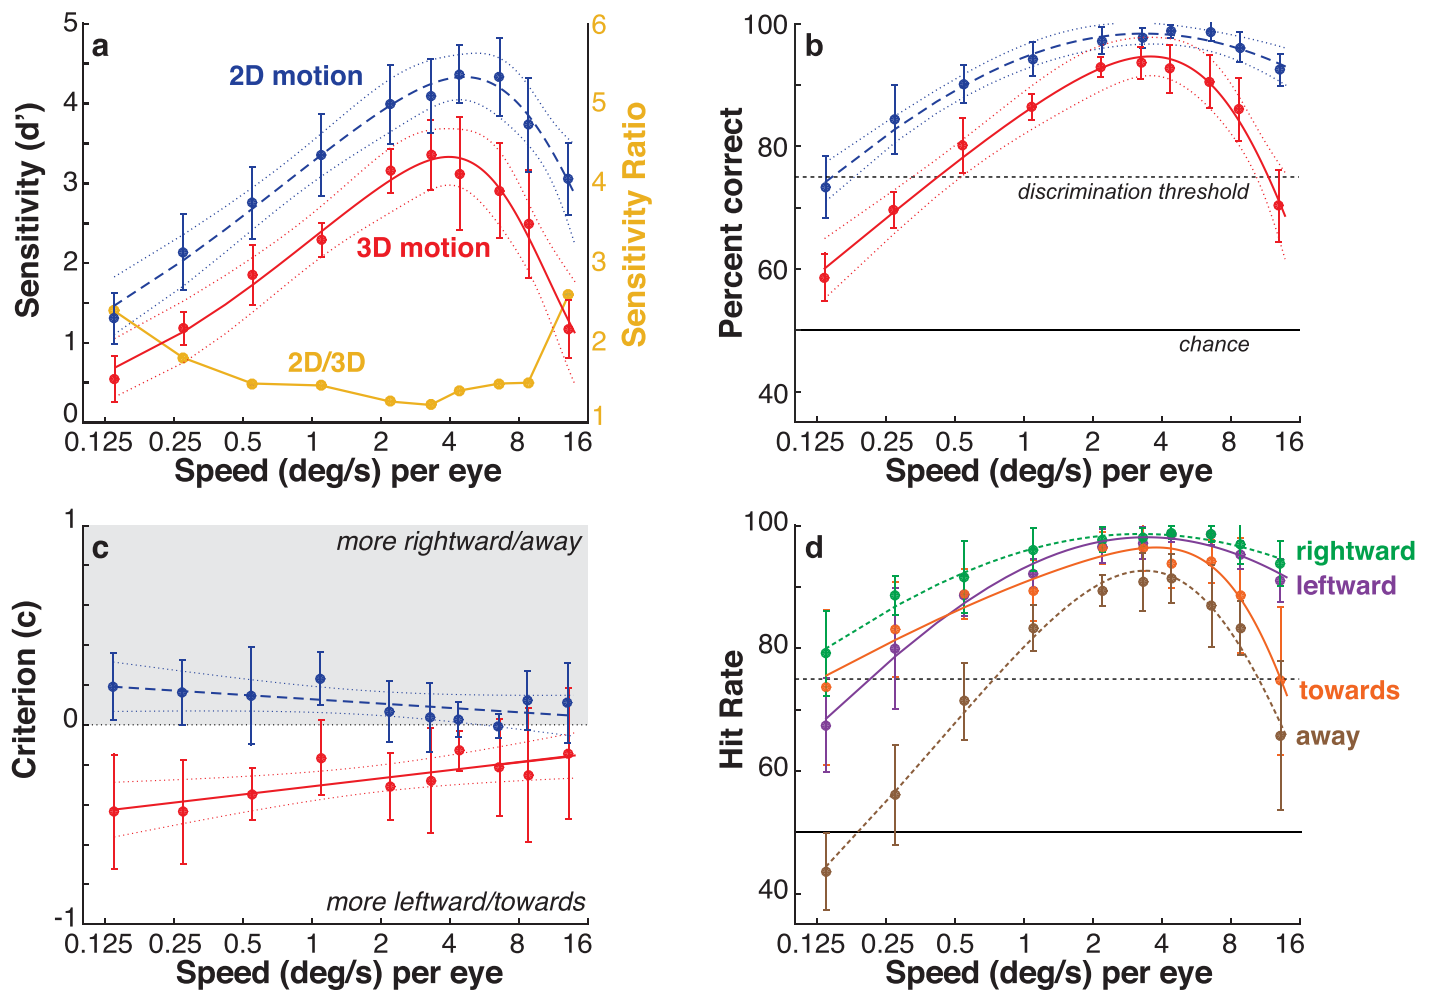 a
5
4
3
2
1
0
Sensitivity (d’)
6
5
4
3
2
1
Sensitivity Ratio
2D motion
3D motion
2D/3D
0.125 0.25 0.5 1 2 4 8 16
Speed (deg/s) per eye
b
100
80
60
40
Percent correct
discrimination threshold
chance
0.125 0.25 0.5 1 2 4 8 16
Speed (deg/s) per eye
c
1
0
-1
Criterion (c)
more rightward/away
more leftward/towards
0.125 0.25 0.5 1 2 4 8 16
Speed (deg/s) per eye
d
100
80
60
40
Hit Rate
rightward
leftward
towards
away
0.125 0.25 0.5 1 2 4 8 16
Speed (deg/s) per eye